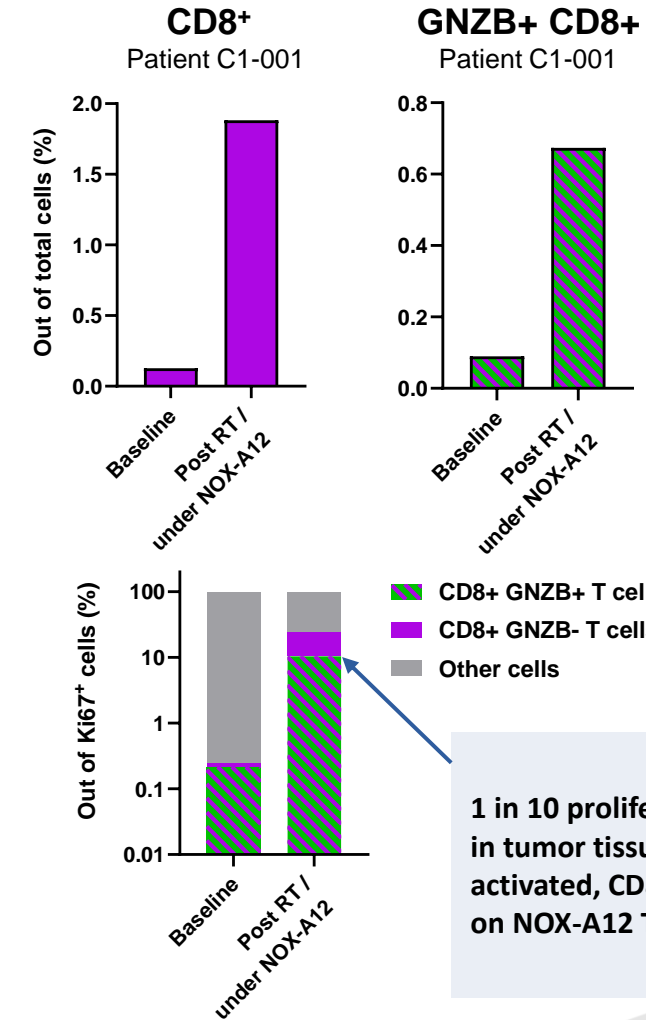 CD8⁺
Patient C1-001
Out of total cells (%)
2.0
1.5
1.0
0.5
0.0
Baseline
Post RT /
under NOX-A12
GNZB+ CD8+
Patient C1-001
0.8
0.6
0.4
0.2
0.0
Baseline
Post RT /
under NOX-A12
Out of Ki67⁺ cells (%)
100
10
1
0.1
0.01
Baseline
Post RT /
under NOX-A12
CD8+ GNZB+ T cel
CD8+ GNZB- T cell
Other cells
1 in 10 prolife
in tumor tissu
activated, CD
on NOX-A12 T